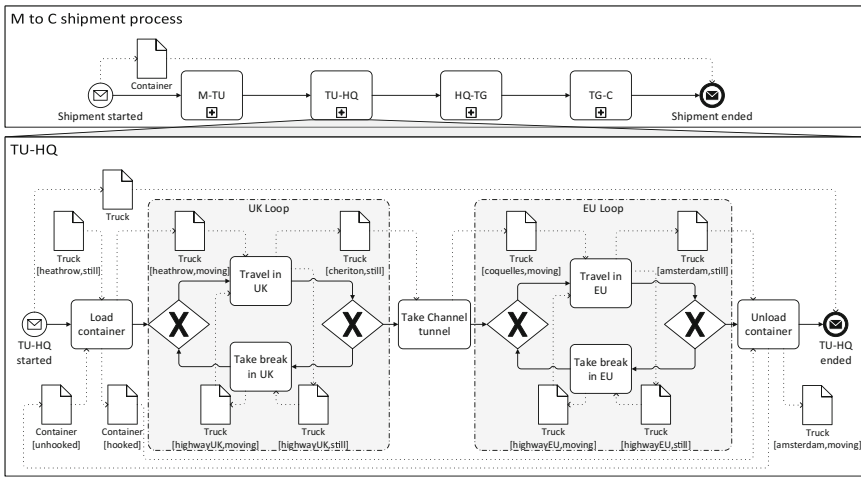 M to C shipment process
Container
M-TU
TU-HQ
HQ-TG
TG-C
Shipment started
Shipment ended
TU-HQ
UK Loop
EU Loop
Truck
Truck
[heathrow,still]
Truck
[heathrow,moving]
Truck
[cheriton,still]
Truck
[coquelles,moving]
Truck
[amsterdam,still]
Travel in
UK
Travel in
EU
TU-HQ
started
Load
container
X
X
Take Channel
tunnel
X
X
Unload
container
TU-HQ
ended
Take break
in UK
Take break
in EU
Container
[unhooked]
Container
[hooked]
Truck
[highwayUK,moving]
Truck
[highwayUK,still]
Truck
[highwayEU,moving]
Truck
[highwayEU,still]
Truck
[amsterdam,moving]